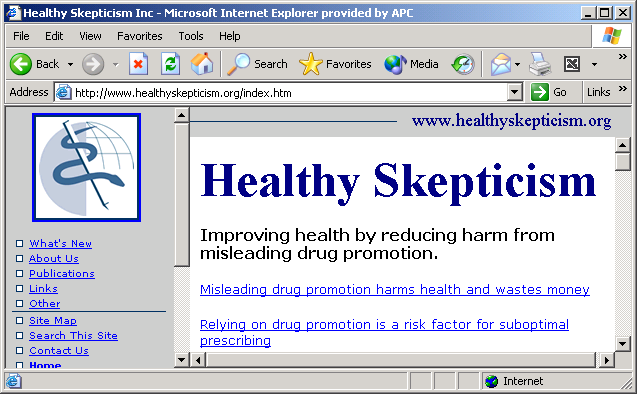 Healthy Skepticism Inc - Microsoft Internet Explorer provided by APC
File Edit View Favorites Tools Help
Back Search Favorites Media
Address http://www.healthyskepticism.org/index.htm Go Links
www.healthyskepticism.org
What's New
About Us
Publications
Links
Other
Site Map
Search This Site
Contact Us
Home
Healthy Skepticism
Improving health by reducing harm from
misleading drug promotion.
Misleading drug promotion harms health and wastes money
Relying on drug promotion is a risk factor for suboptimal
prescribing
Internet